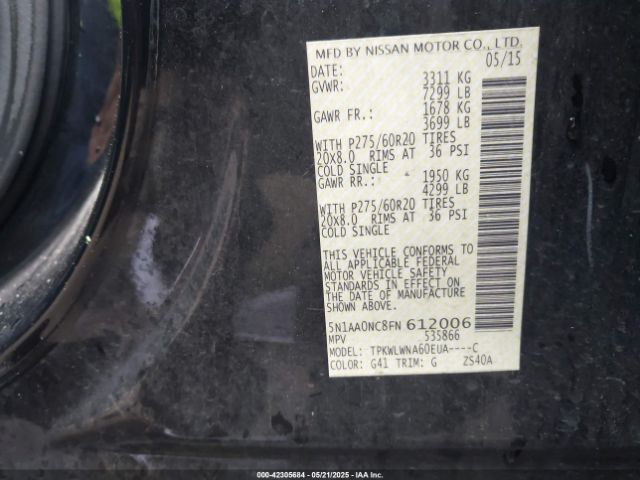 MFD BY NISSAN MOTOR CO., LTD.
DATE: 05/15
GVWR: 3311 KG
7299 LB
GAWR FR.: 1678 KG
3699 LB
WITH P275/60R20 TIRES
20X8.0 RIMS AT 36 PSI
COLD SINGLE
GAWR RR.: 1950 KG
4299 LB
WITH P275/60R20 TIRES
20X8.0 RIMS AT 36 PSI
COLD SINGLE
THIS VEHICLE CONFORMS TO
ALL APPLICABLE FEDERAL
MOTOR VEHICLE SAFETY
STANDARDS IN EFFECT ON
THE DATE OF MANUFACTURE
SHOWN ABOVE.
5N1AA0NC8FN 612006
MPV 535866
MODEL: TPKWLWNA60EUA----C
COLOR: G41 TRIM: G ZS40A
000-42305684 - 05/21/2025 - IAA Inc.